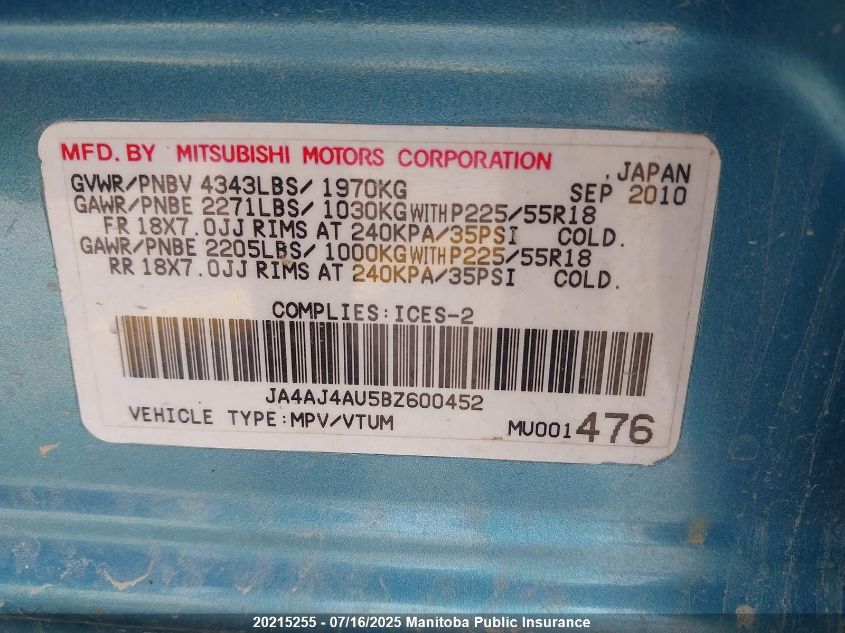 MFD. BY MITSUBISHI MOTORS CORPORATION
, JAPAN
GVWR/PNBV 4343LBS/ 1970KG SEP 2010
GAWR/PNBE 2271LBS/ 1030KG WITH P225/55R18
FR 18X7.0JJ RIMS AT 240KPA/35PSI COLD.
GAWR/PNBE 2205LBS/ 1000KG WITH P225/55R18
RR 18X7.0JJ RIMS AT 240KPA/35PSI COLD.
COMPLIES:ICES-2
JA4AJ4AU5BZ600452
VEHICLE TYPE:MPV/VTUM MU001476
20215255 - 07/16/2025 Manitoba Public Insurance